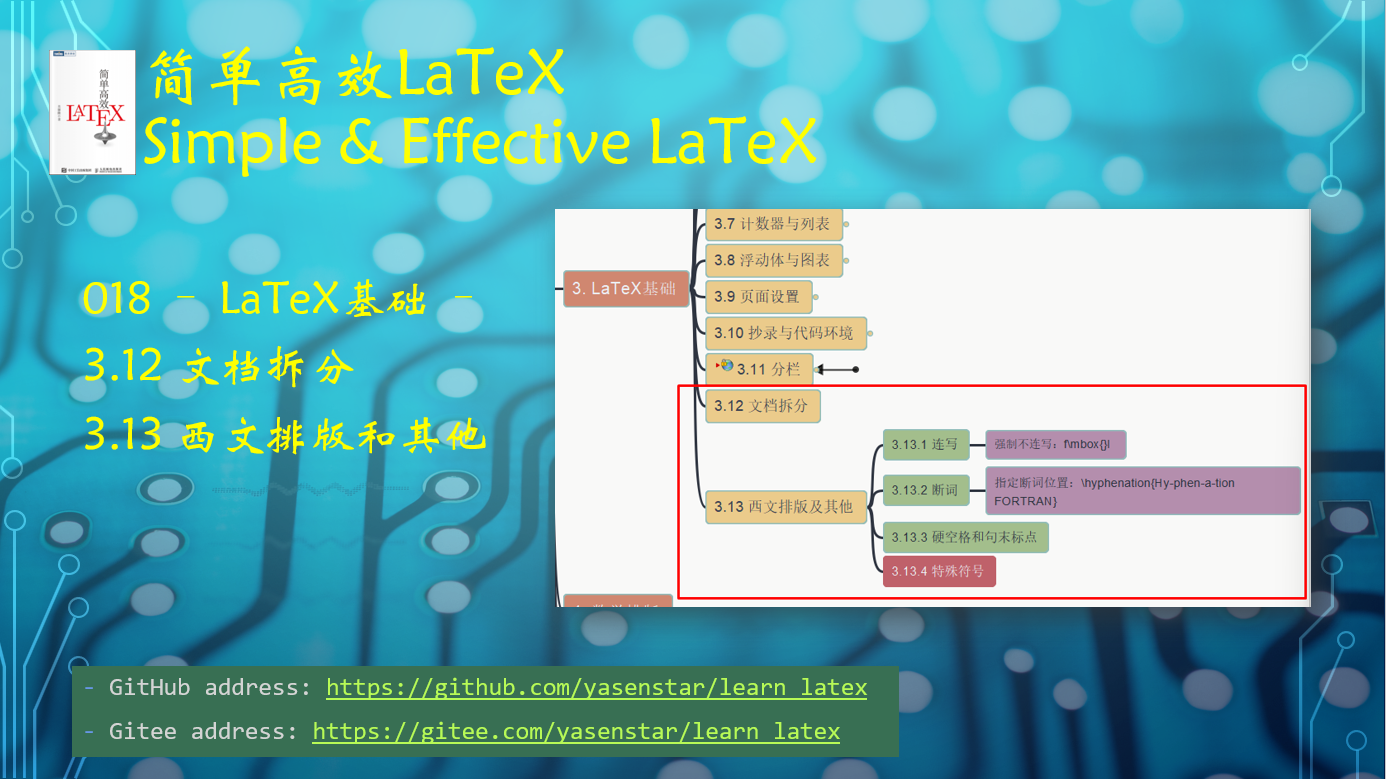 简单高效LaTeX
Simple & Effective LaTeX
简单高效
LATEX
018 - LaTeX基础 -
3.12 文档拆分
3.13 西文排版和其他
3. LaTeX基础
3.7 计数器与列表
3.8 浮动体与图表
3.9 页面设置
3.10 抄录与代码环境
3.11 分栏
3.12 文档拆分
3.13 西文排版及其他
3.13.1 连写
强制不连写：f\mbox{}l
3.13.2 断词
指定断词位置：\hyphenation{Hy-phen-a-tion
FORTRAN}
3.13.3 硬空格和句末标点
3.13.4 特殊符号
- GitHub address: https://github.com/yasenstar/learn_latex
- Gitee address: https://gitee.com/yasenstar/learn_latex